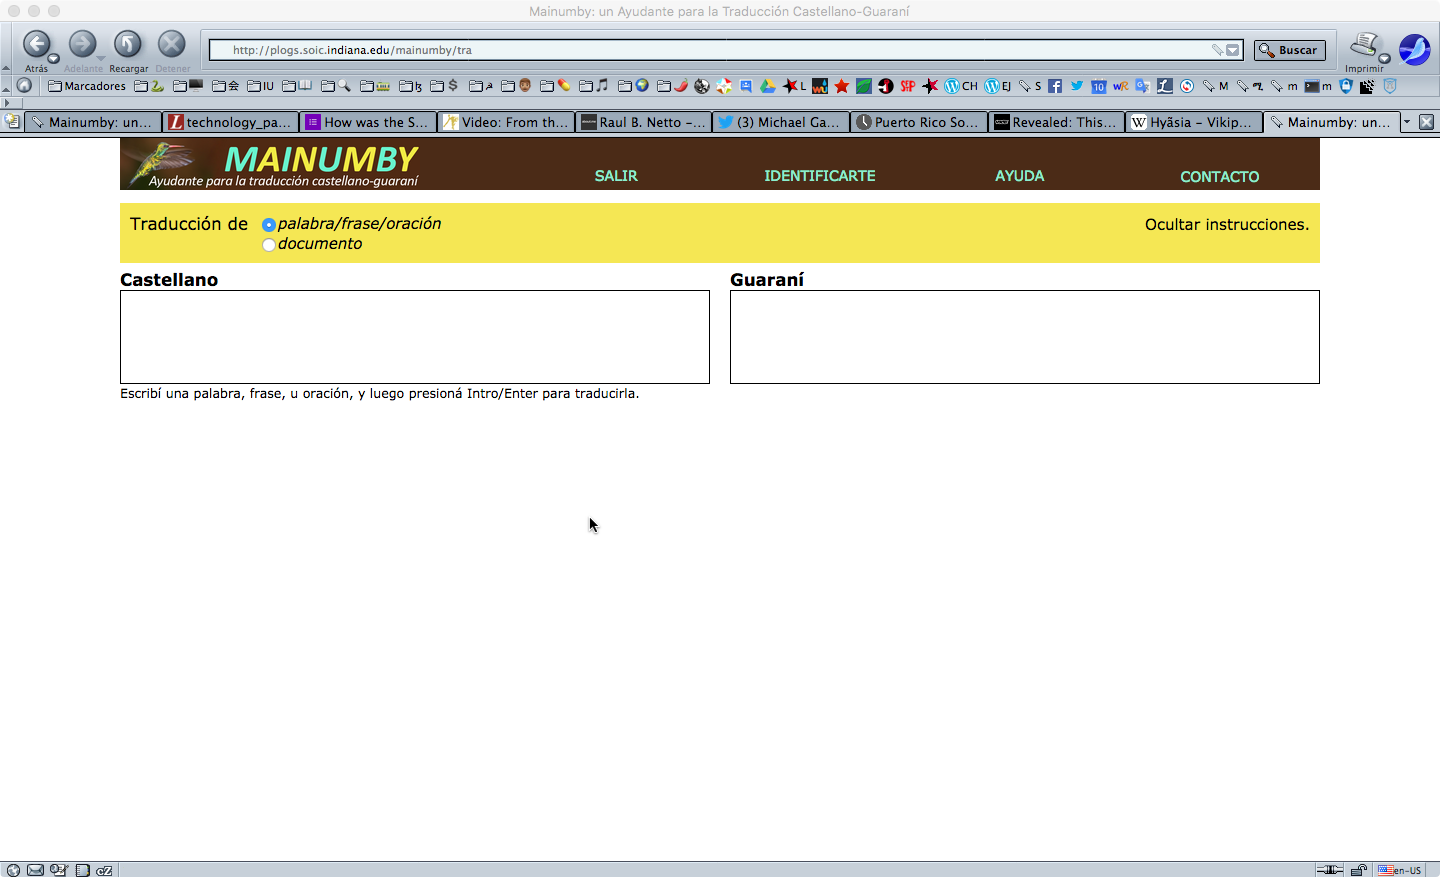 Mainumby: un Ayudante para la Traducción Castellano-Guaraní
http://plogs.soic.indiana.edu/mainumby/tra
Buscar
Atrás Adelante Recargar Detener Imprimir
Marcadores IU $ L SFP CH EJ S M m m
Mainumby: un... technology_pa... How was the S... Video: From th... Raul B. Netto –... (3) Michael Ga... Puerto Rico So... Revealed: This... Hyãsia – Vikip... Mainumby: un...
MAINUMBY
Ayudante para la traducción castellano-guaraní
SALIR IDENTIFICARTE AYUDA CONTACTO
Traducción de palabra/frase/oración Ocultar instrucciones.
documento
Castellano Guaraní
Escribí una palabra, frase, u oración, y luego presioná Intro/Enter para traducirla.
cZ en-US